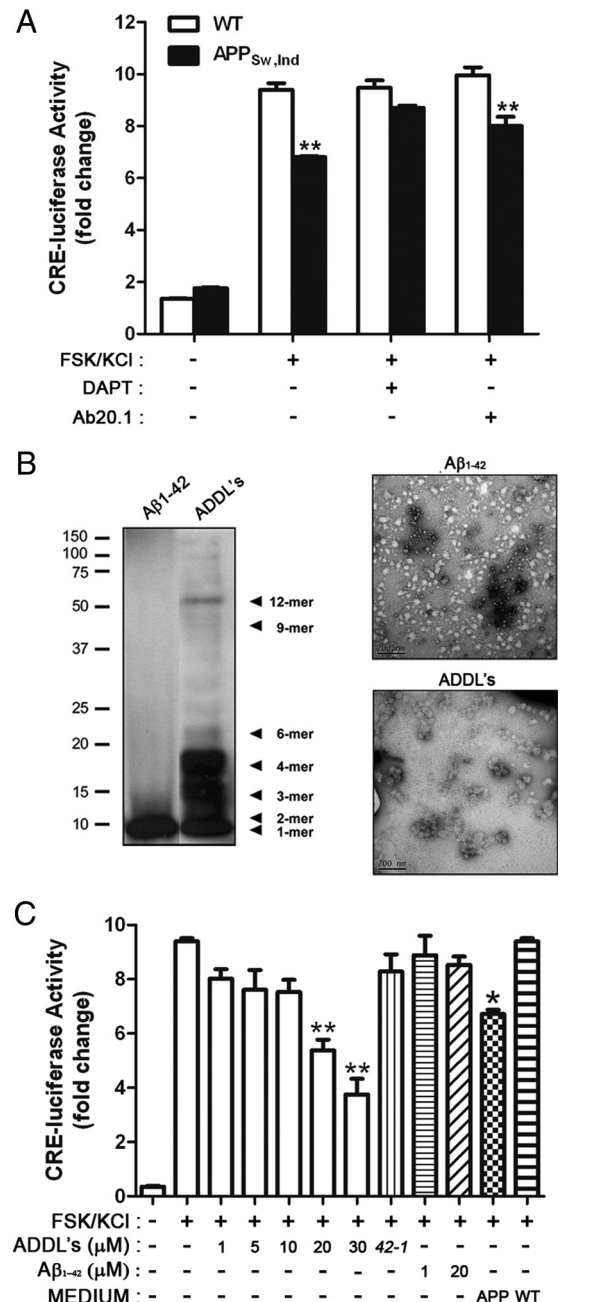 A
12
10
8
6
4
2
0
CRE-luciferase Activity
(fold change)
WT
APPSw,Ind
**
**
FSK/KCl : - + + +
DAPT : - - + -
Ab20.1 : - - - +
B
Aβ1-42
ADDL's
150
100
75
50
37
25
20
15
10
12-mer
9-mer
6-mer
4-mer
3-mer
2-mer
1-mer
Aβ1-42
200 nm
ADDL's
200 nm
C
10
8
6
4
2
0
CRE-luciferase Activity
(fold change)
**
**
*
FSK/KCl : - + + + + + + + + + + +
ADDL's (μM) : - - 1 5 10 20 30 42-1 - - - -
Aβ1-42 (μM) : - - - - - - - - 1 20 - -
MEDIUM - - - - - - - - - - APP WT